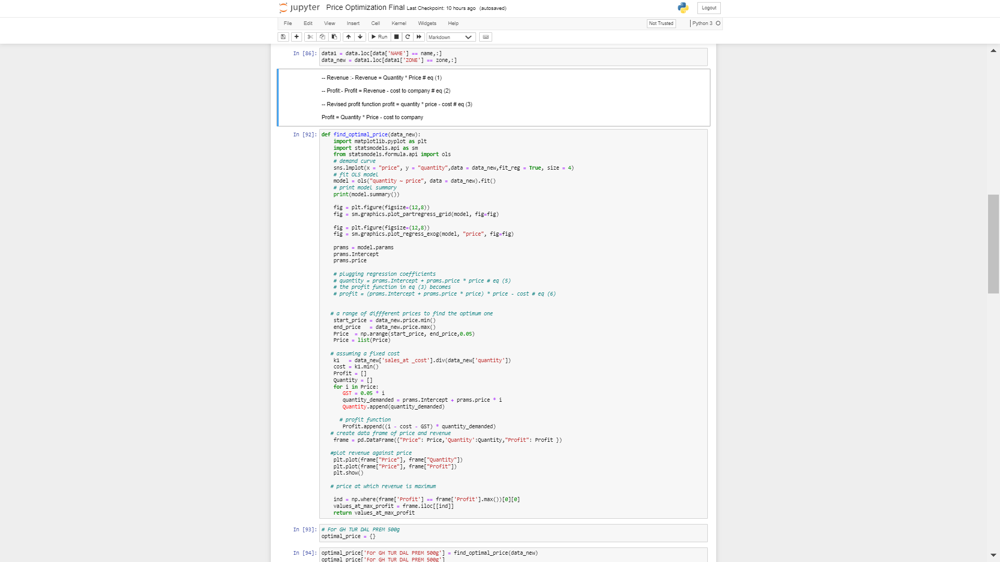 jupyter Price Optimization Final Last Checkpoint: 10 hours ago (autosaved) Logout
File Edit View Insert Cell Kernel Widgets Help Not Trusted Python 3
Run Markdown
In [86]: data1 = data.loc[data['NAME'] == name,:]
data_new = data1.loc[data1['ZONE'] == zone,:]
-- Revenue :- Revenue = Quantity * Price # eq (1)
-- Profit:- Profit = Revenue - cost to company # eq (2)
-- Revised profit function profit = quantity * price - cost # eq (3)
Profit = Quantity * Price - cost to company
In [92]: def find_optimal_price(data_new):
import matplotlib.pyplot as plt
import statsmodels.api as sm
from statsmodels.formula.api import ols
# demand curve
sns.lmplot(x = "price", y = "quantity",data = data_new,fit_reg = True, size = 4)
# fit OLS model
model = ols("quantity ~ price", data = data_new).fit()
# print model summary
print(model.summary())
fig = plt.figure(figsize=(12,8))
fig = sm.graphics.plot_partregress_grid(model, fig=fig)
fig = plt.figure(figsize=(12,8))
fig = sm.graphics.plot_regress_exog(model, "price", fig=fig)
prams = model.params
prams.Intercept
prams.price
# plugging regression coefficients
# quantity = prams.Intercept + prams.price * price # eq (5)
# the profit function in eq (3) becomes
# profit = (prams.Intercept + prams.price * price) * price - cost # eq (6)
# a range of diffferent prices to find the optimum one
start_price = data_new.price.min()
end_price = data_new.price.max()
Price = np.arange(start_price, end_price,0.05)
Price = list(Price)
# assuming a fixed cost
k1 = data_new['sales_at _cost'].div(data_new['quantity'])
cost = k1.min()
Profit = []
Quantity = []
for i in Price:
GST = 0.05 * i
quantity_demanded = prams.Intercept + prams.price * i
Quantity.append(quantity_demanded)
# profit function
Profit.append((i - cost - GST) * quantity_demanded)
# create data frame of price and revenue
frame = pd.DataFrame({"Price": Price,'Quantity':Quantity,"Profit": Profit })
#plot revenue against price
plt.plot(frame["Price"], frame["Quantity"])
plt.plot(frame["Price"], frame["Profit"])
plt.show()
# price at which revenue is maximum
ind = np.where(frame['Profit'] == frame['Profit'].max())[0][0]
values_at_max_profit = frame.iloc[[ind]]
return values_at_max_profit
In [93]: # For GH TUR DAL PREM 500g
optimal_price = {}
In [94]: optimal_price['For GH TUR DAL PREM 500g'] = find_optimal_price(data_new)
optimal_price['For GH TUR DAL PREM 500g']